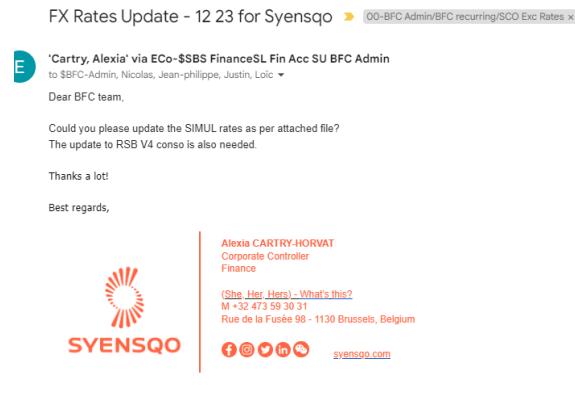 FX Rates Update - 12 23 for Syensqo
00-BFC Admin/BFC recurring/SCO Exc Rates ×
E
'Cartry, Alexia' via ECo-$SBS FinanceSL Fin Acc SU BFC Admin
to $BFC-Admin, Nicolas, Jean-philippe, Justin, Loïc
Dear BFC team,
Could you please update the SIMUL rates as per attached file?
The update to RSB V4 conso is also needed.
Thanks a lot!
Best regards,
Alexia CARTRY-HORVAT
Corporate Controller
Finance
(She, Her, Hers) - What's this?
M +32 473 59 30 31
Rue de la Fusée 98 - 1130 Brussels, Belgium
SYENSQO
syensqo.com